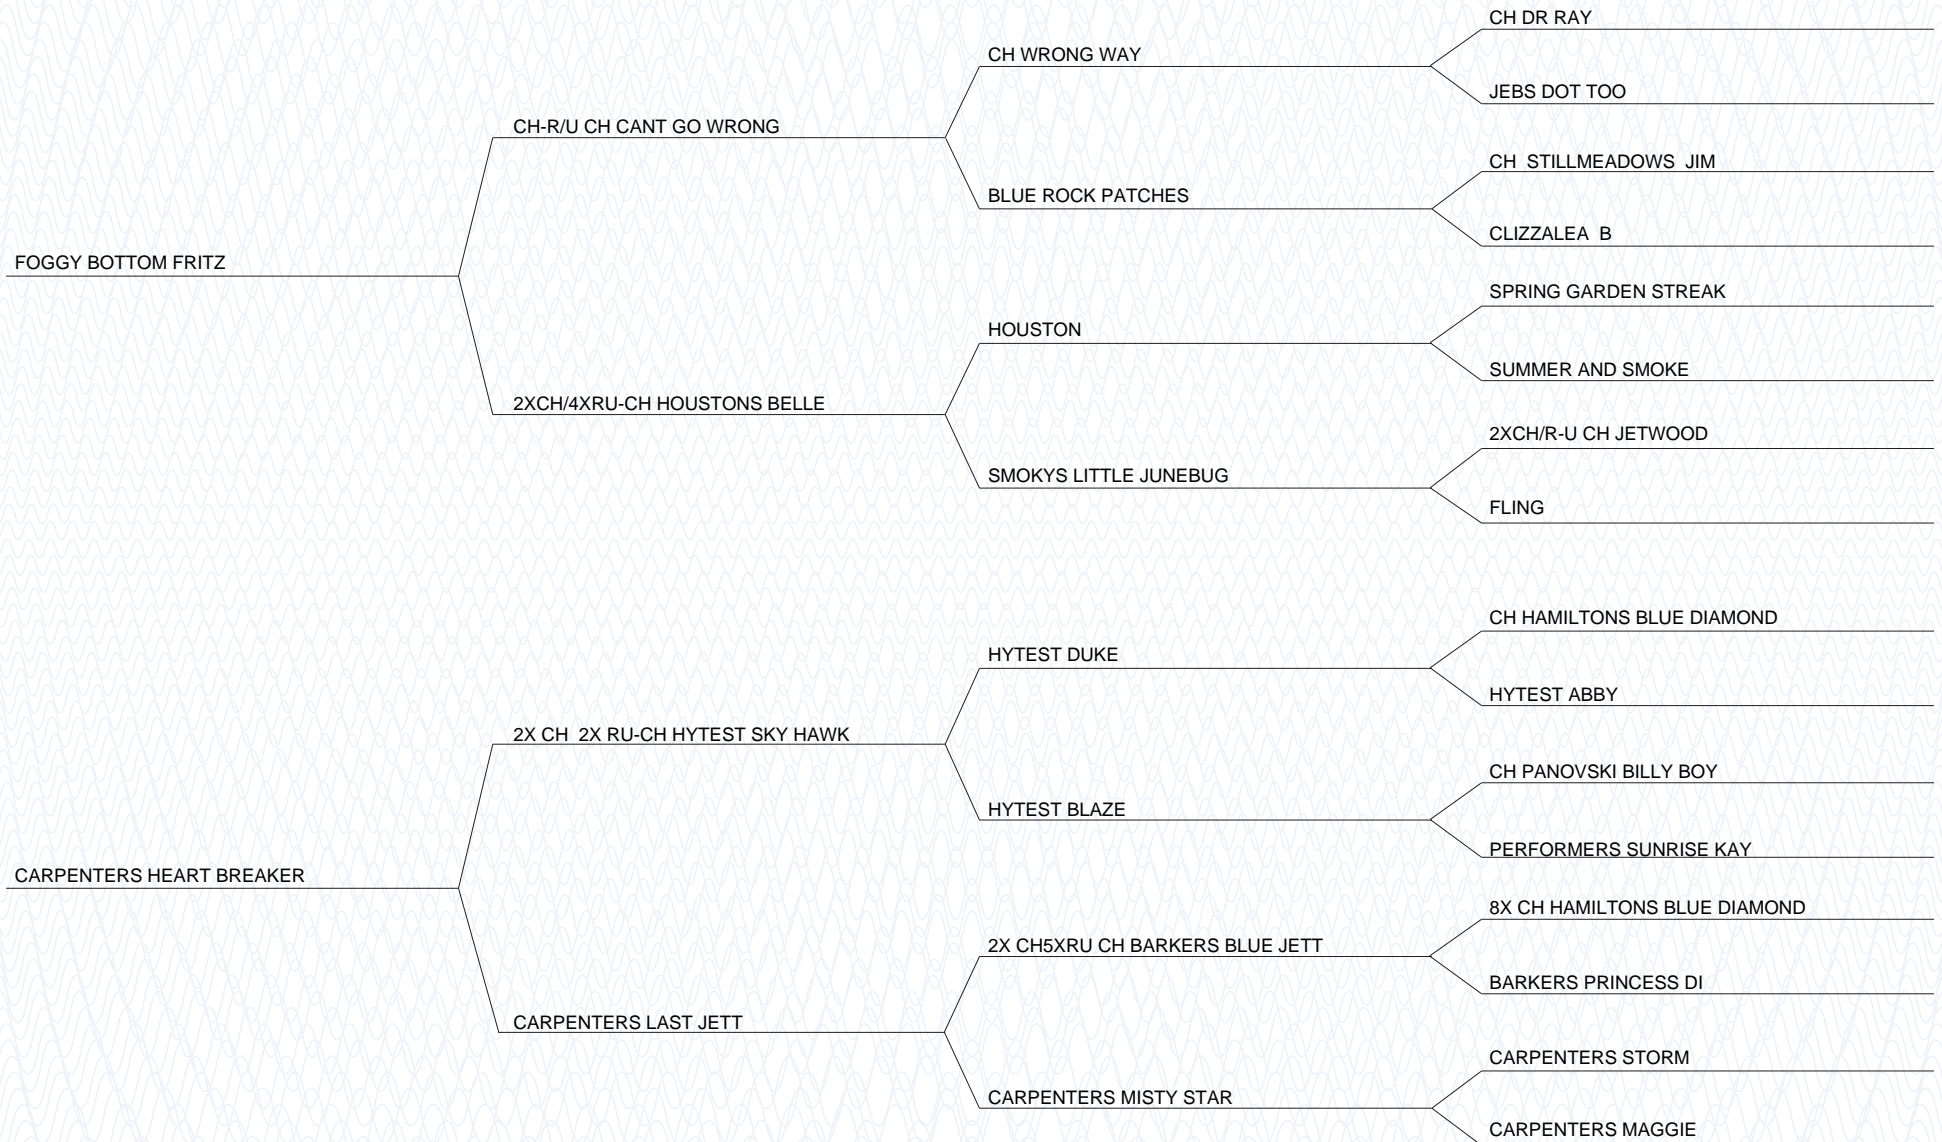 CH DR RAY
CH WRONG WAY
JEBS DOT TOO
CH-R/U CH CANT GO WRONG
CH  STILLMEADOWS  JIM
BLUE ROCK PATCHES
CLIZZALEA  B
FOGGY BOTTOM FRITZ
SPRING GARDEN STREAK
HOUSTON
SUMMER AND SMOKE
2XCH/4XRU-CH HOUSTONS BELLE
2XCH/R-U CH JETWOOD
SMOKYS LITTLE JUNEBUG
FLING
CH HAMILTONS BLUE DIAMOND
HYTEST DUKE
HYTEST ABBY
2X CH  2X RU-CH HYTEST SKY HAWK
CH PANOVSKI BILLY BOY
HYTEST BLAZE
PERFORMERS SUNRISE KAY
CARPENTERS HEART BREAKER
8X CH HAMILTONS BLUE DIAMOND
2X CH5XRU CH BARKERS BLUE JETT
BARKERS PRINCESS DI
CARPENTERS LAST JETT
CARPENTERS STORM
CARPENTERS MISTY STAR
CARPENTERS MAGGIE